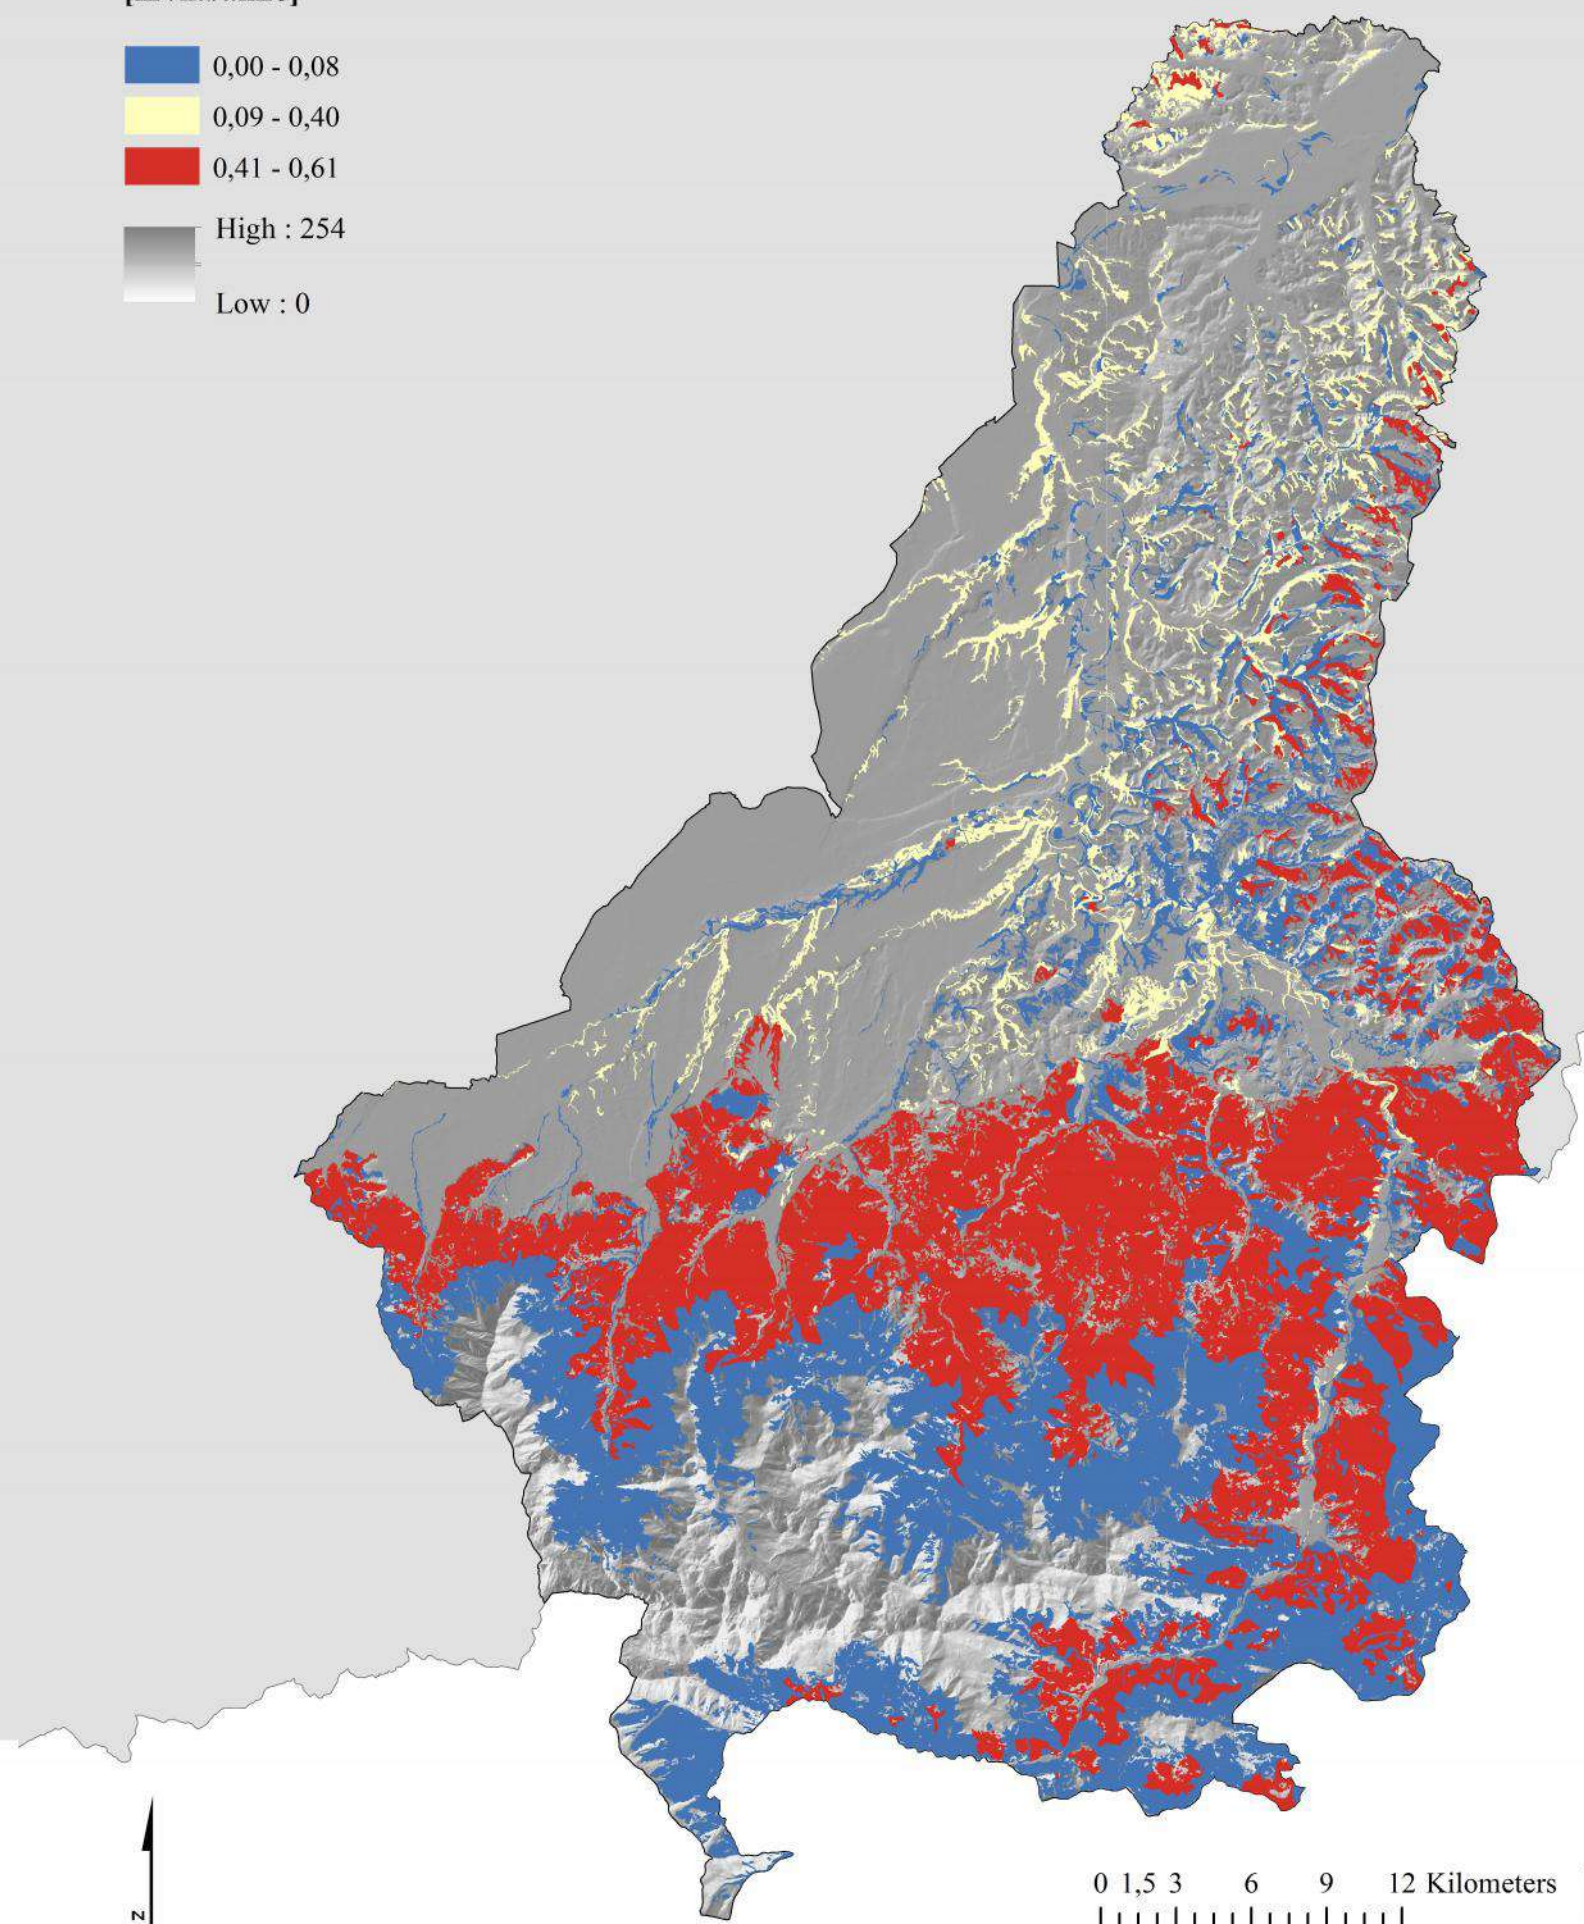 0,00 - 0,08
0,09 - 0,40
0,41 - 0,61
High : 254
Low : 0
0 1,5 3 6 9 12 Kilometers
N